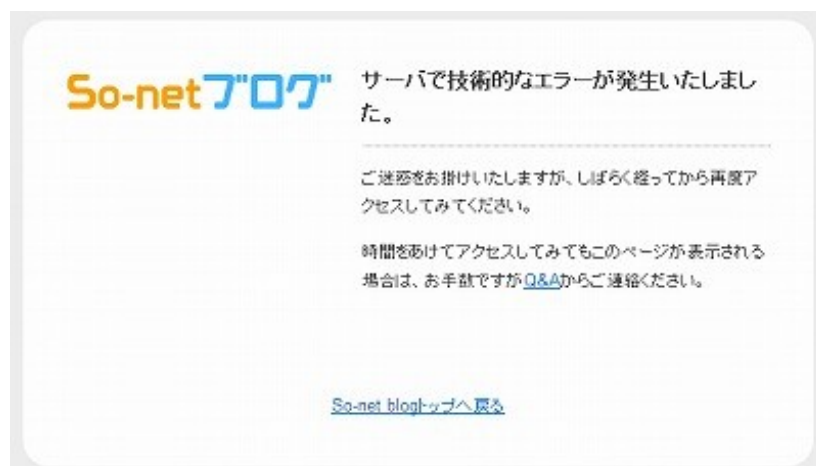 So-netブログ
サーバで技術的なエラーが発生いたしまし
た。
ご迷惑をお掛けいたしますが、しばらく経ってから再度ア
クセスしてみてください。
時間をあけてアクセスしてみてもこのページが表示される
場合は、お手数ですがQ&Aからご連絡ください。
So-net blogトップへ戻る